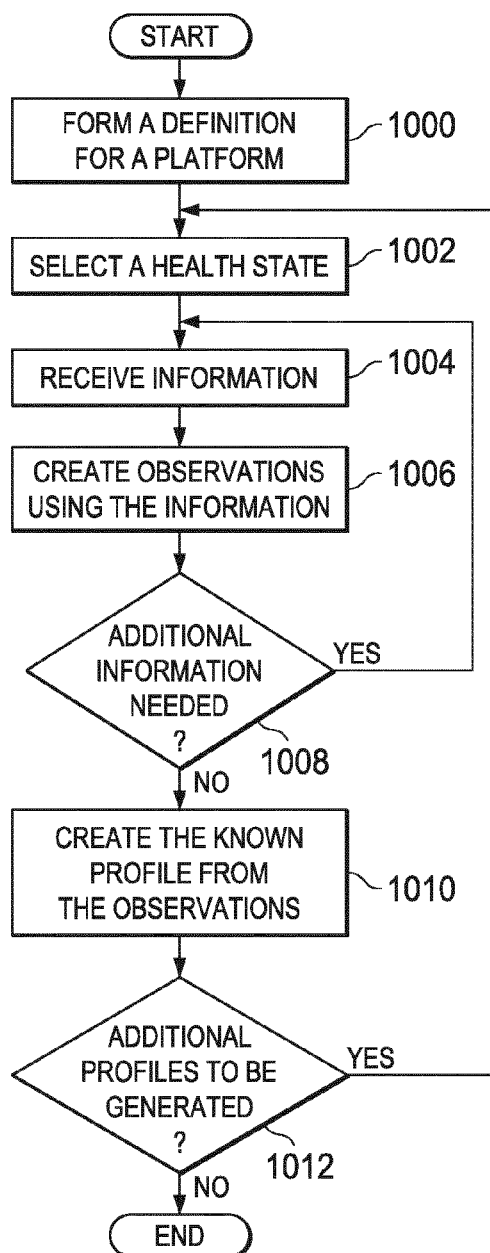 START
FORM A DEFINITION
FOR A PLATFORM
1000
SELECT A HEALTH STATE
1002
RECEIVE INFORMATION
1004
CREATE OBSERVATIONS
USING THE INFORMATION
1006
ADDITIONAL
INFORMATION
NEEDED
?
YES
1008
NO
CREATE THE KNOWN
PROFILE FROM
THE OBSERVATIONS
1010
ADDITIONAL
PROFILES TO BE
GENERATED
?
YES
1012
NO
END